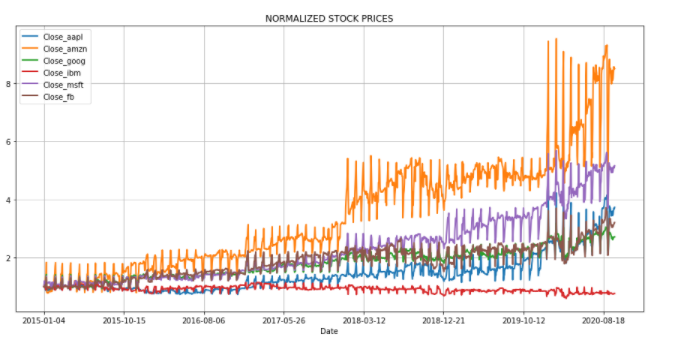 NORMALIZED STOCK PRICES
Close_aapl
Close_amzn
Close_goog
Close_ibm
Close_msft
Close_fb
8
6
4
2
2015-01-04 2015-10-15 2016-08-06 2017-05-26 2018-03-12 2018-12-21 2019-10-12 2020-08-18
Date